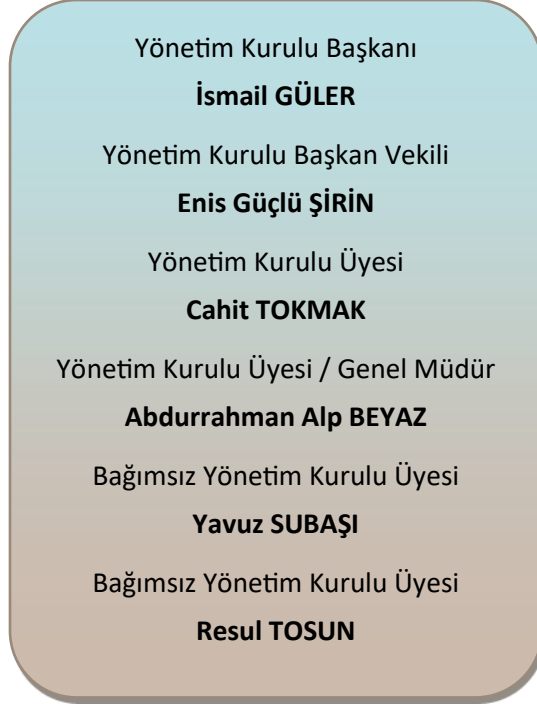 Yönetim Kurulu Başkanı
İsmail GÜLER
Yönetim Kurulu Başkan Vekili
Enis Güçlü ŞİRİN
Yönetim Kurulu Üyesi
Cahit TOKMAK
Yönetim Kurulu Üyesi / Genel Müdür
Abdurrahman Alp BEYAZ
Bağımsız Yönetim Kurulu Üyesi
Yavuz SUBAŞI
Bağımsız Yönetim Kurulu Üyesi
Resul TOSUN